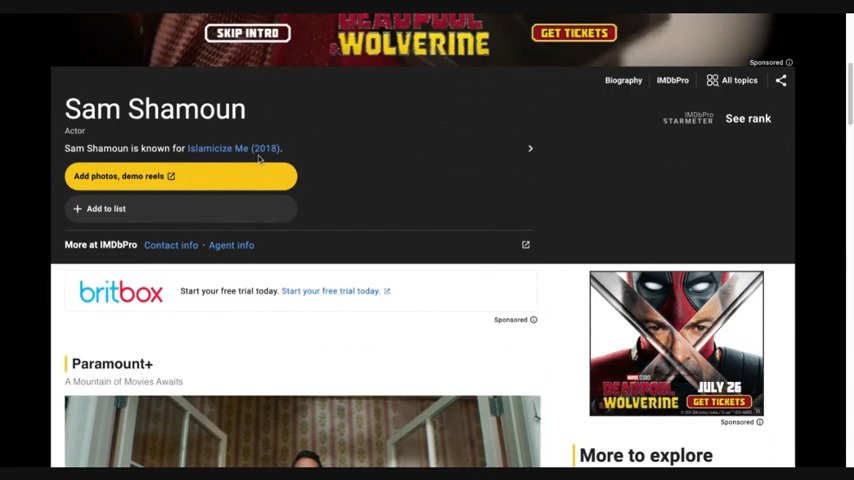 DEADPOOL
SKIP INTRO
& WOLVERINE
GET TICKETS
Sponsored
Biography
IMDbPro
All topics
Sam Shamoun
Actor
IMDbPro
STARMETER
See rank
Sam Shamoun is known for Islamicize Me (2018).
Add photos, demo reels
+ Add to list
More at IMDbPro Contact info · Agent info
britbox
Start your free trial today. Start your free trial today.
Sponsored
Paramount+
A Mountain of Movies Awaits
MARVEL STUDIOS
DEADPOOL
& WOLVERINE
JULY 26
GET TICKETS
Sponsored
More to explore